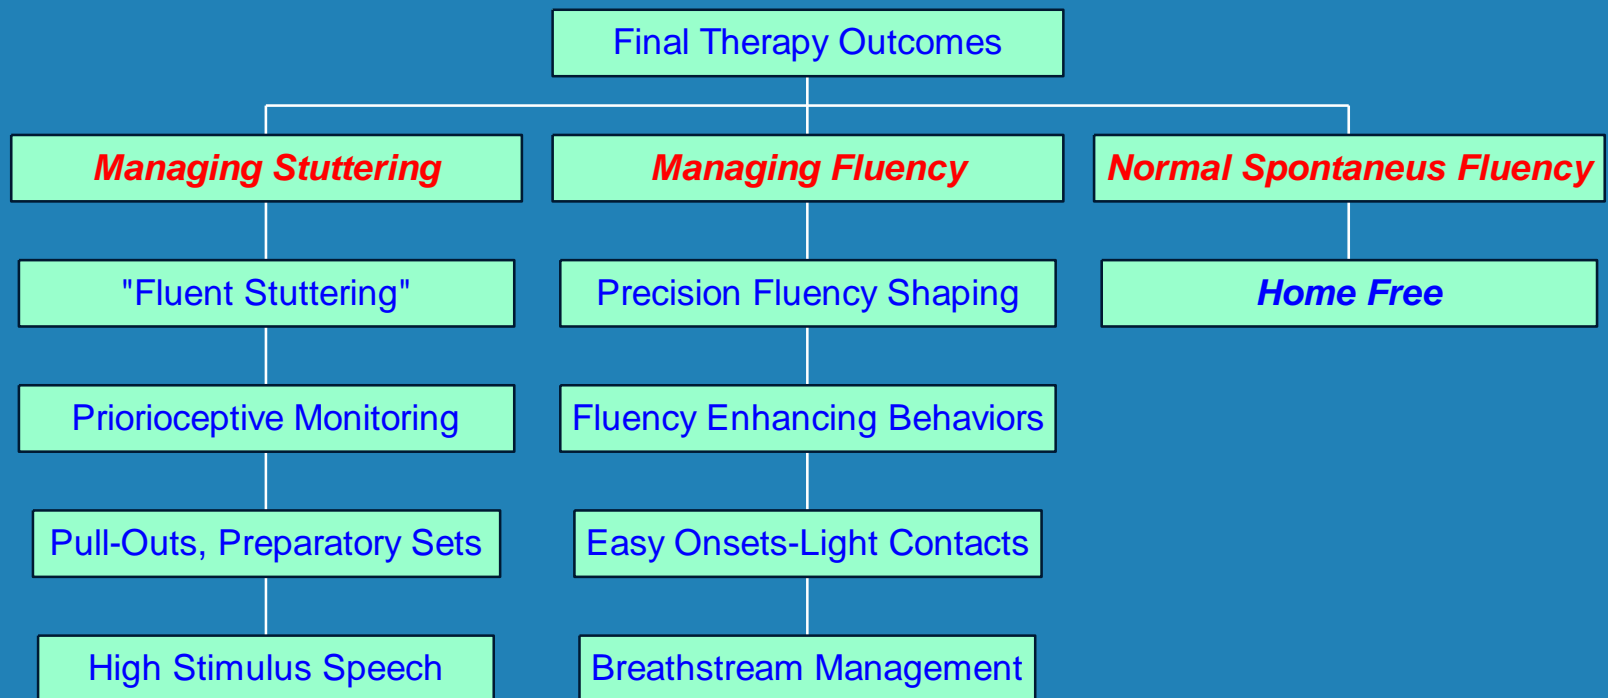 Final Therapy Outcomes
Managing Stuttering
Managing Fluency
Normal Spontaneus Fluency
"Fluent Stuttering"
Precision Fluency Shaping
Home Free
Priorioceptive Monitoring
Fluency Enhancing Behaviors
Pull-Outs, Preparatory Sets
Easy Onsets-Light Contacts
High Stimulus Speech
Breathstream Management